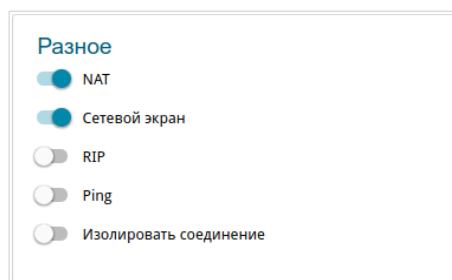 Разное
NAT
Сетевой экран
RIP
Ping
Изолировать соединение